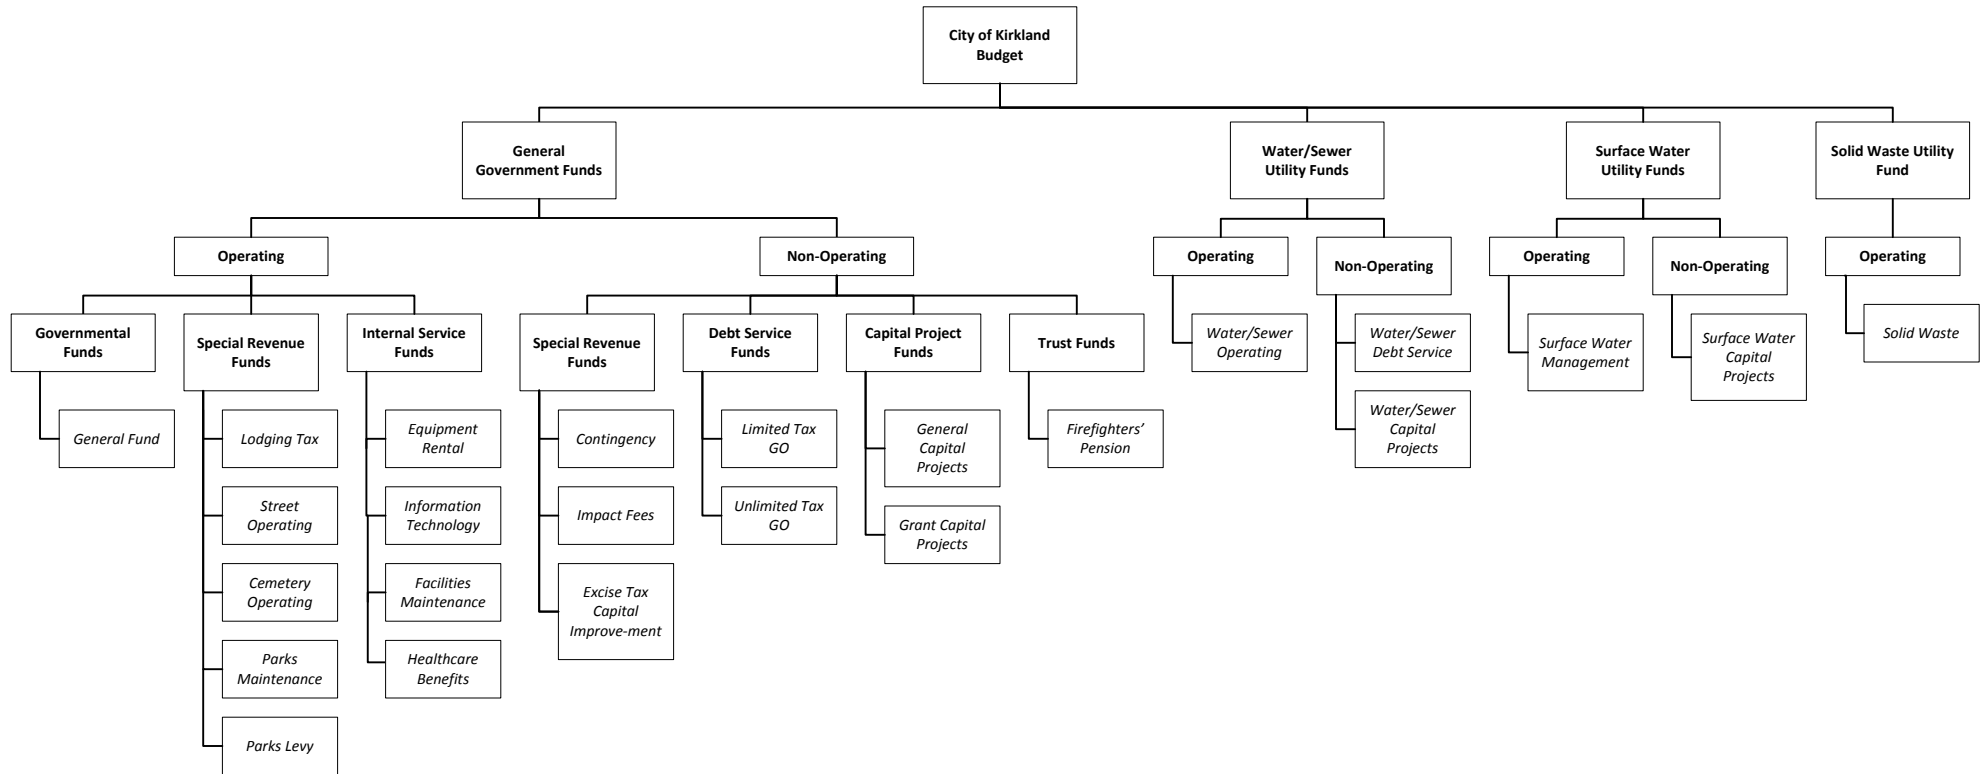 City of Kirkland
Budget
General
Government Funds
Water/Sewer
Utility Funds
Surface Water
Utility Funds
Solid Waste Utility
Fund
Operating
Non-Operating
Operating
Non-Operating
Operating
Non-Operating
Operating
Governmental
Funds
Special Revenue
Funds
Internal Service
Funds
Special Revenue
Funds
Debt Service
Funds
Capital Project
Funds
Trust Funds
Water/Sewer
Operating
Water/Sewer
Debt Service
Surface Water
Management
Surface Water
Capital
Projects
Solid Waste
General Fund
Lodging Tax
Equipment
Rental
Contingency
Limited Tax
GO
General
Capital
Projects
Firefighters’
Pension
Water/Sewer
Capital
Projects
Street
Operating
Information
Technology
Impact Fees
Unlimited Tax
GO
Grant Capital
Projects
Cemetery
Operating
Facilities
Maintenance
Excise Tax
Capital
Improve-ment
Parks
Maintenance
Healthcare
Benefits
Parks Levy